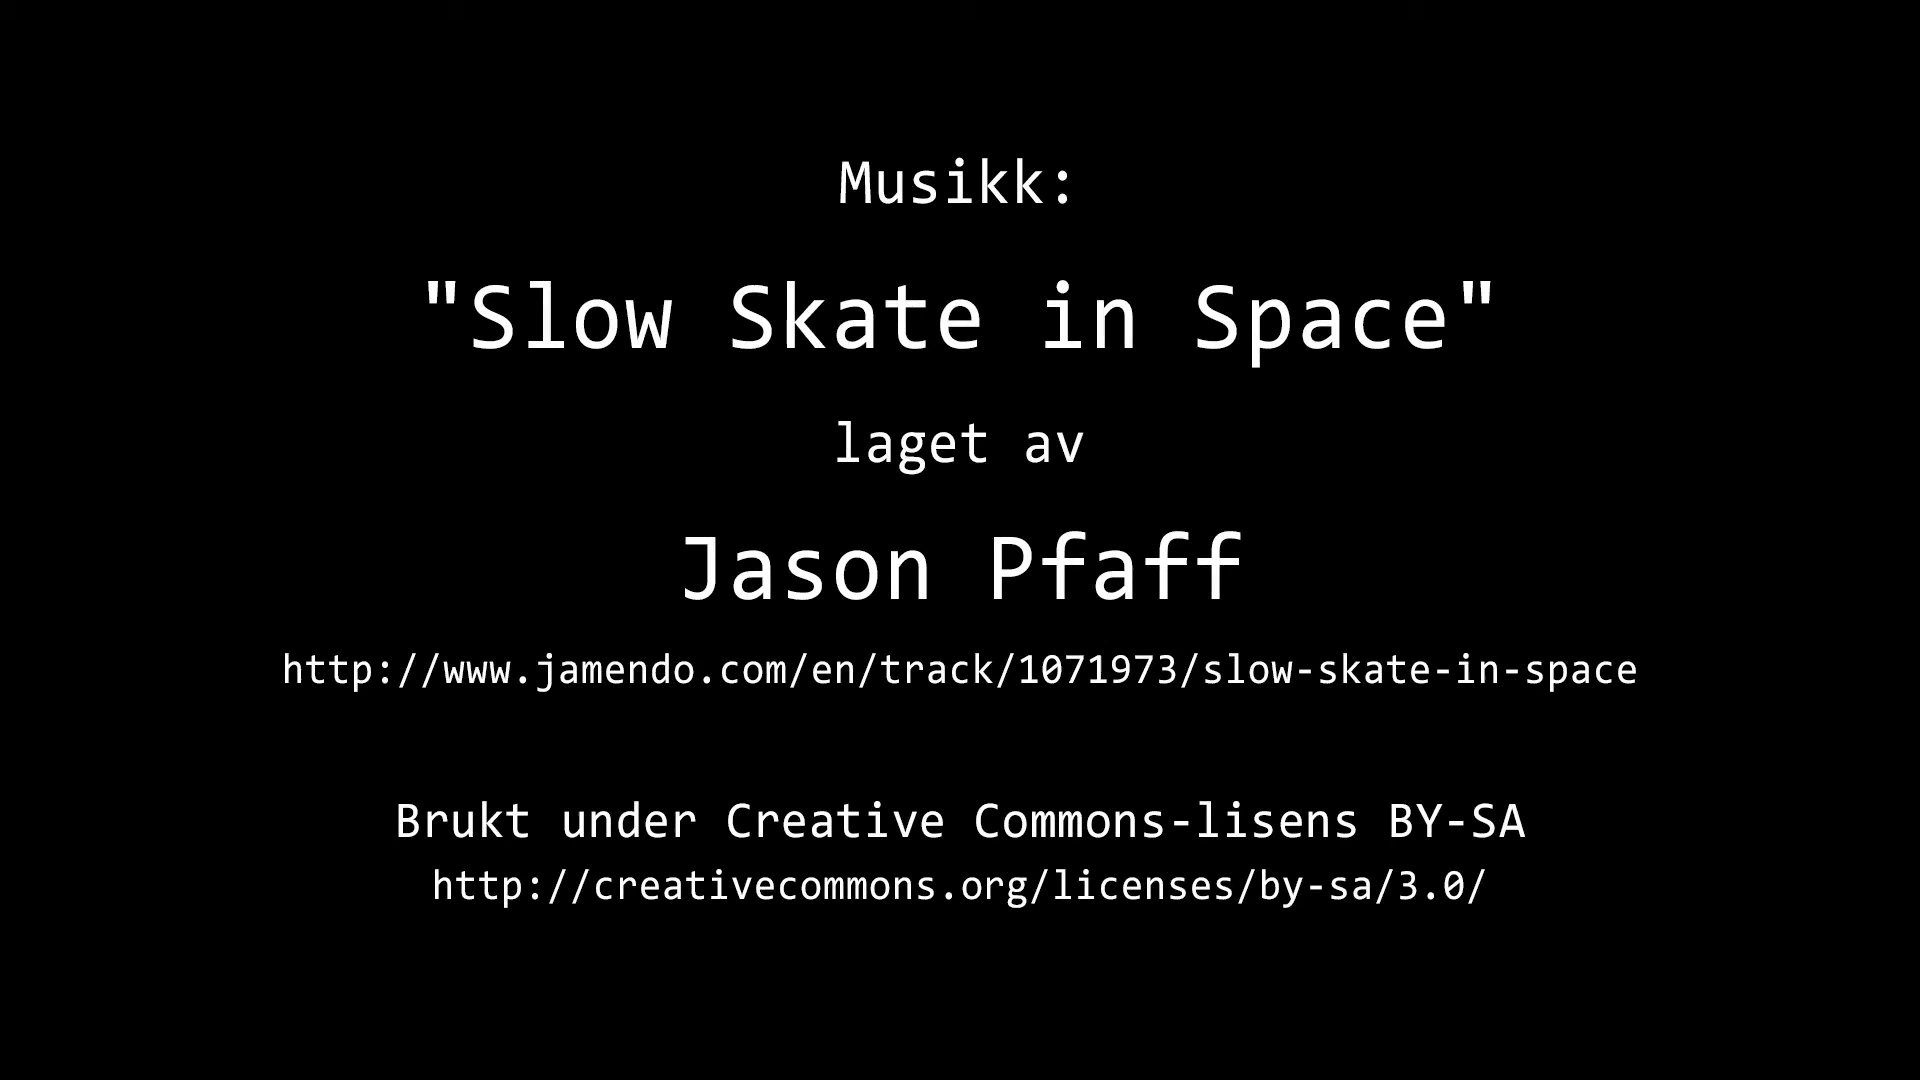 Musikk:
"Slow Skate in Space"
laget av
Jason Pfaff
http://www.jamendo.com/en/track/1071973/slow-skate-in-space
Brukt under Creative Commons-lisens BY-SA
http://creativecommons.org/licenses/by-sa/3.0/